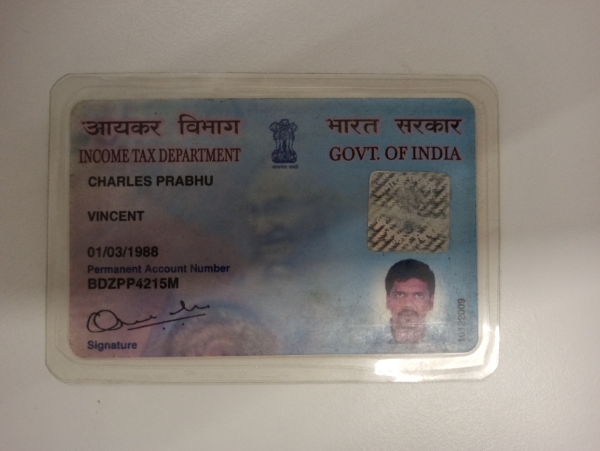 आयकर विभाग
भारत सरकार
INCOME TAX DEPARTMENT
GOVT. OF INDIA
CHARLES PRABHU
VINCENT
01/03/1988
Permanent Account Number
BDZPP4215M
Signature